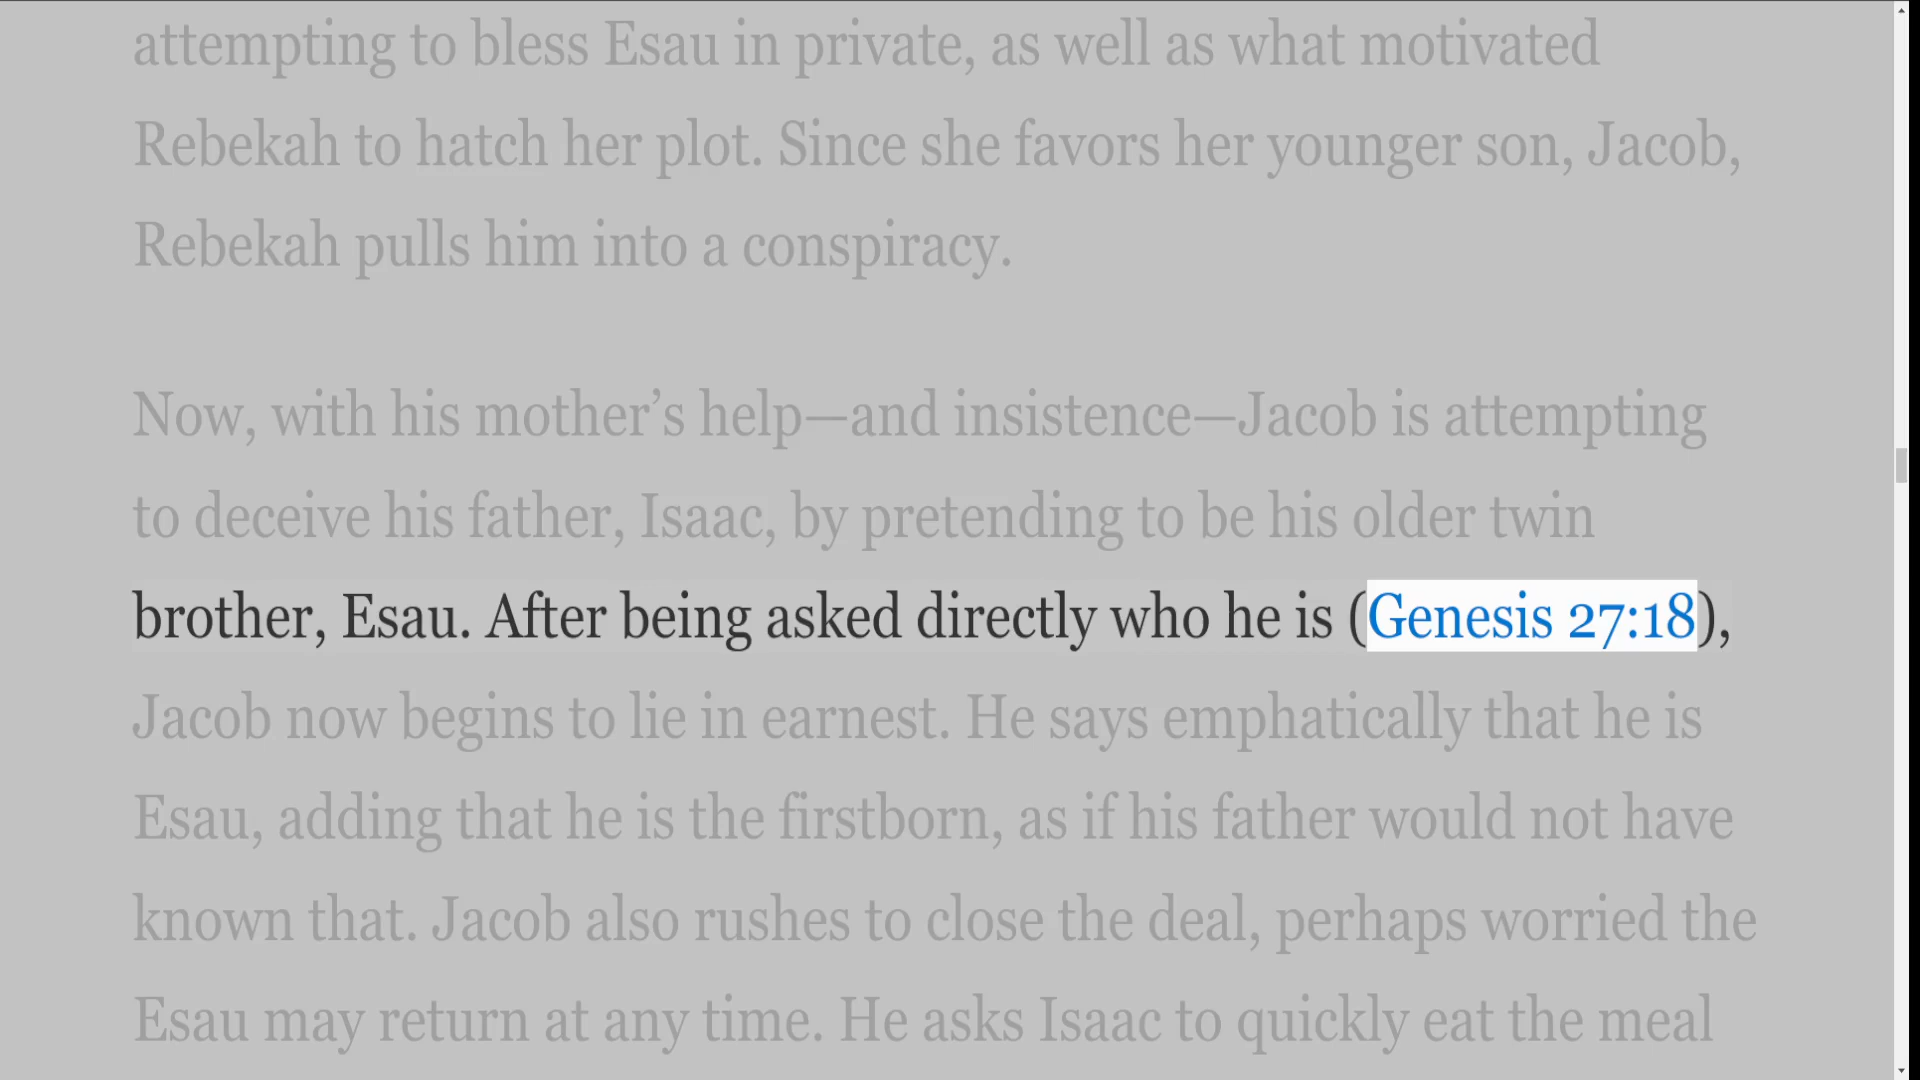 attempting to bless Esau in private, as well as what motivated
Rebekah to hatch her plot. Since she favors her younger son, Jacob,
Rebekah pulls him into a conspiracy.
Now, with his mother’s help—and insistence—Jacob is attempting
to deceive his father, Isaac, by pretending to be his older twin
brother, Esau. After being asked directly who he is (Genesis 27:18),
Jacob now begins to lie in earnest. He says emphatically that he is
Esau, adding that he is the firstborn, as if his father would not have
known that. Jacob also rushes to close the deal, perhaps worried the
Esau may return at any time. He asks Isaac to quickly eat the meal